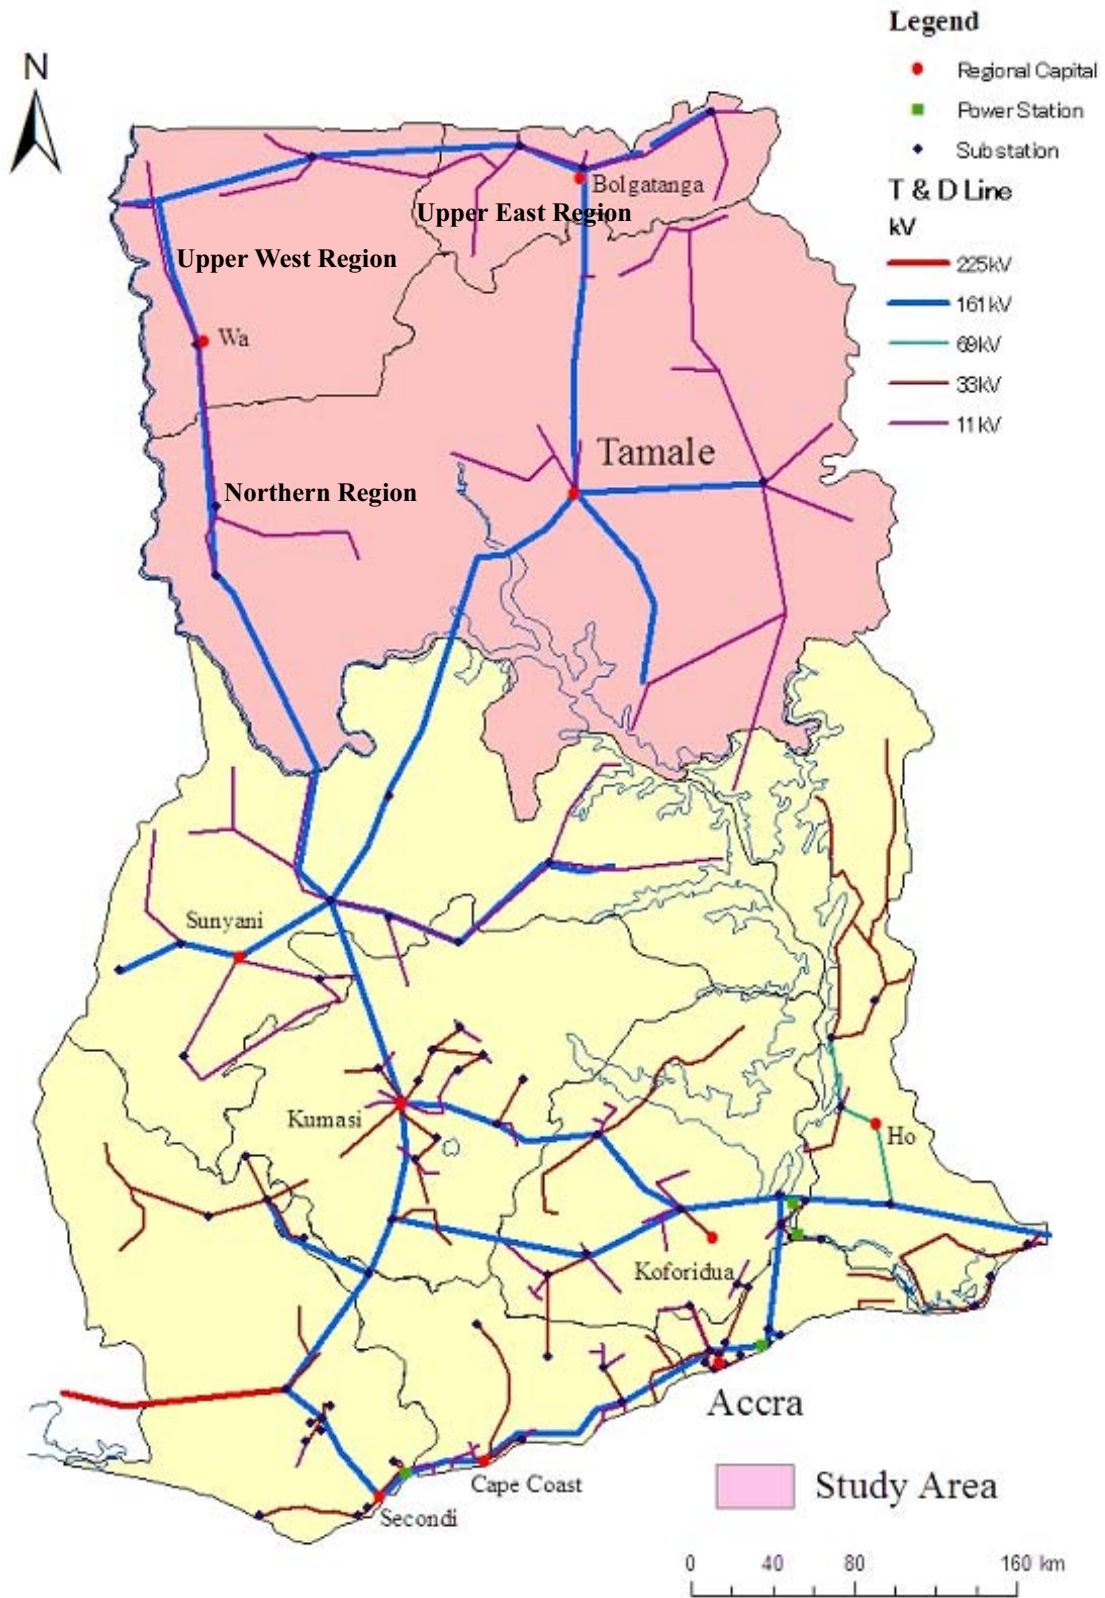 Legend
N
Regional Capital
Power Station
Substation
T & D Line
kV
225kV
161kV
69kV
33kV
11kV
Bolgatanga
Upper East Region
Upper West Region
Wa
Tamale
Northern Region
Sunyani
Kumasi
Ho
Koforidua
Accra
Cape Coast
Secondi
Study Area
0 40 80 160 km